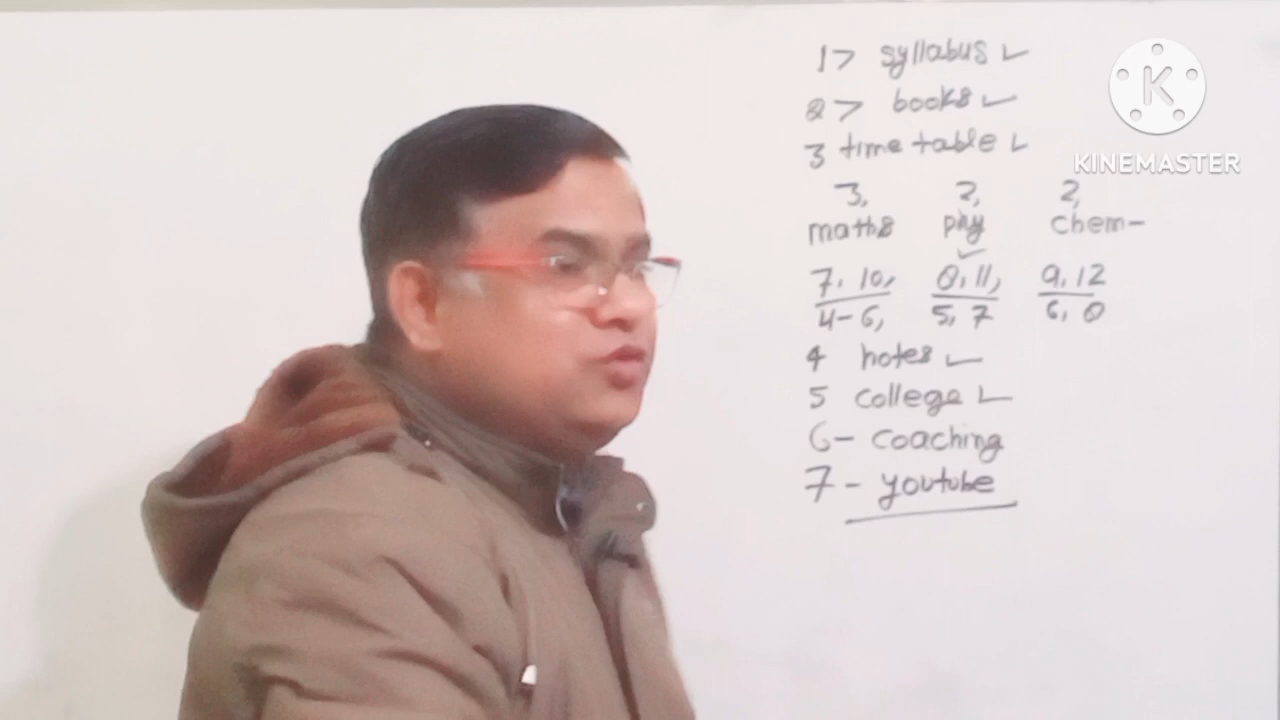 1> syllabus ✓
2> books ✓
3 time table ✓
3, 2, 2,
maths phy chem-
7, 10, 8, 11, 9, 12
4-6, 5, 7 6, 8
4 notes ✓
5 college ✓
6- coaching
7- youtube
K
KINEMASTER